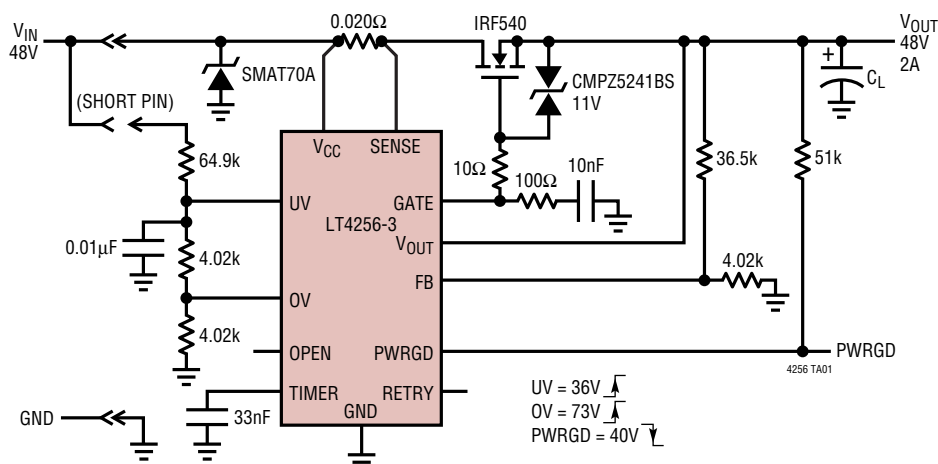 VIN
48V
0.020Ω
IRF540
VOUT
48V
2A
SMAT70A
CMPZ5241BS
11V
+
CL
(SHORT PIN)
64.9k
VCC
SENSE
10Ω
100Ω
10nF
36.5k
51k
UV
GATE
LT4256-3
VOUT
0.01μF
4.02k
FB
4.02k
OV
4.02k
OPEN
PWRGD
PWRGD
4256 TA01
TIMER
RETRY
GND
33nF
GND
UV = 36V
OV = 73V
PWRGD = 40V